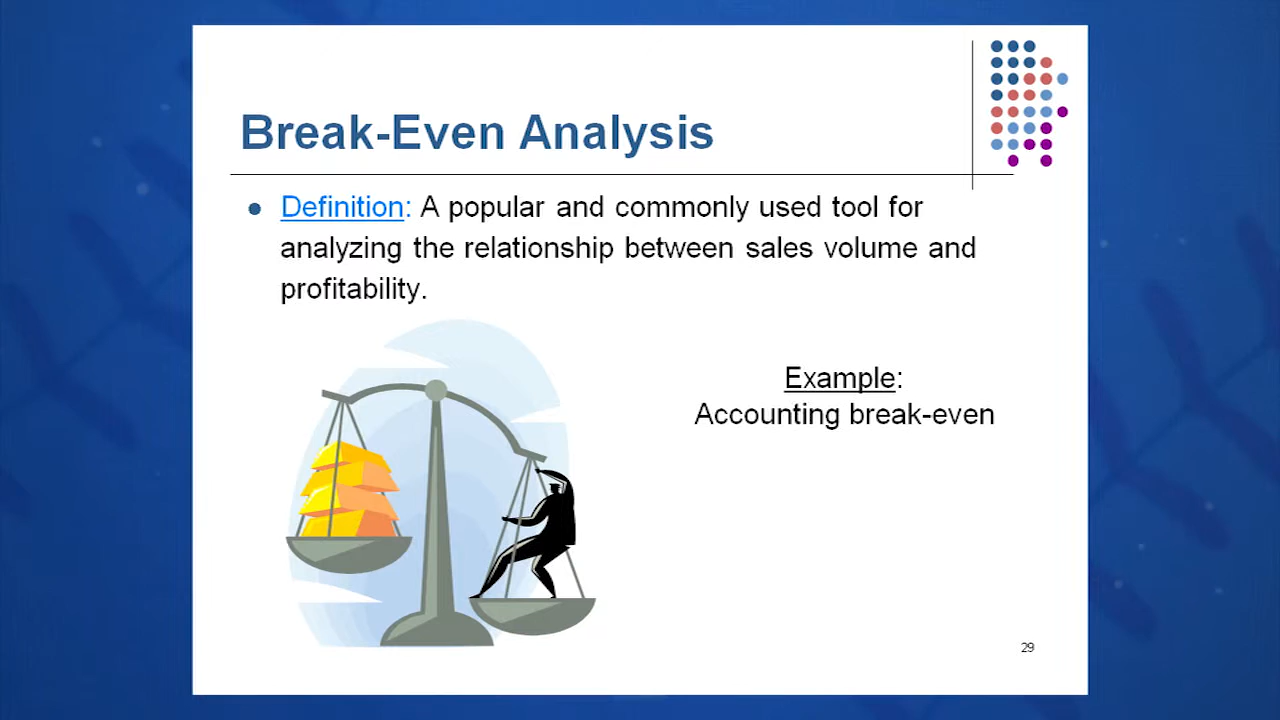 Break-Even Analysis
Definition: A popular and commonly used tool for
analyzing the relationship between sales volume and
profitability.
Example:
Accounting break-even
29